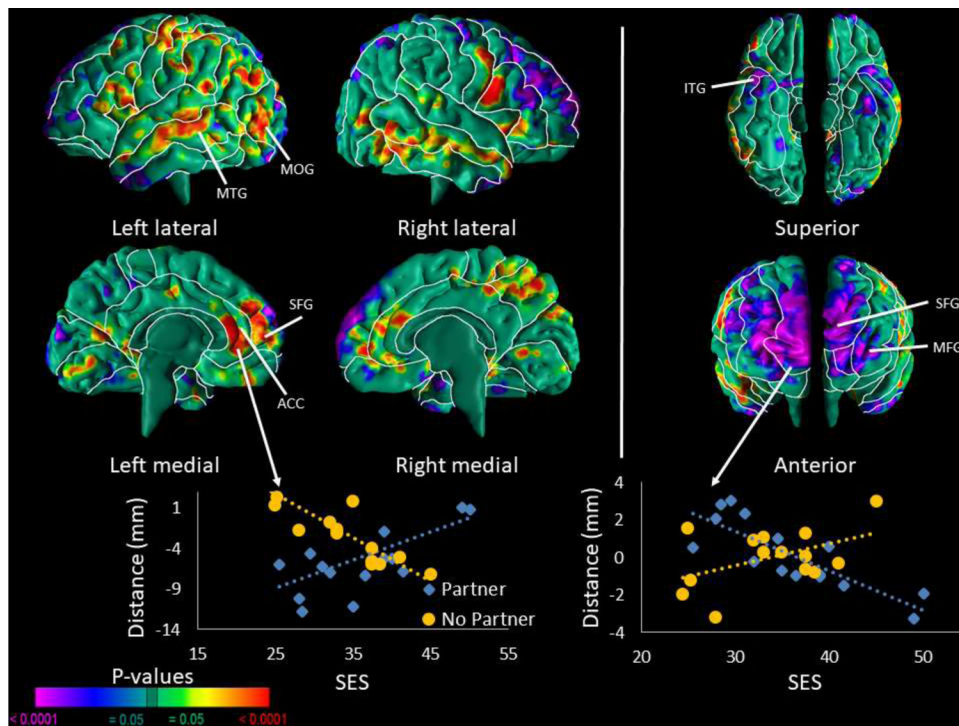 ITG
MTG
MOG
Left lateral
Right lateral
Superior
SFG
SFG
MFG
ACC
Left medial
Right medial
Anterior
Distance (mm)
1
-4
-9
-14
15
25
35
45
55
SES
Partner
No Partner
Distance (mm)
4
2
0
-2
-4
20
30
40
50
SES
P-values
< 0.0001
= 0.05
= 0.05
< 0.0001